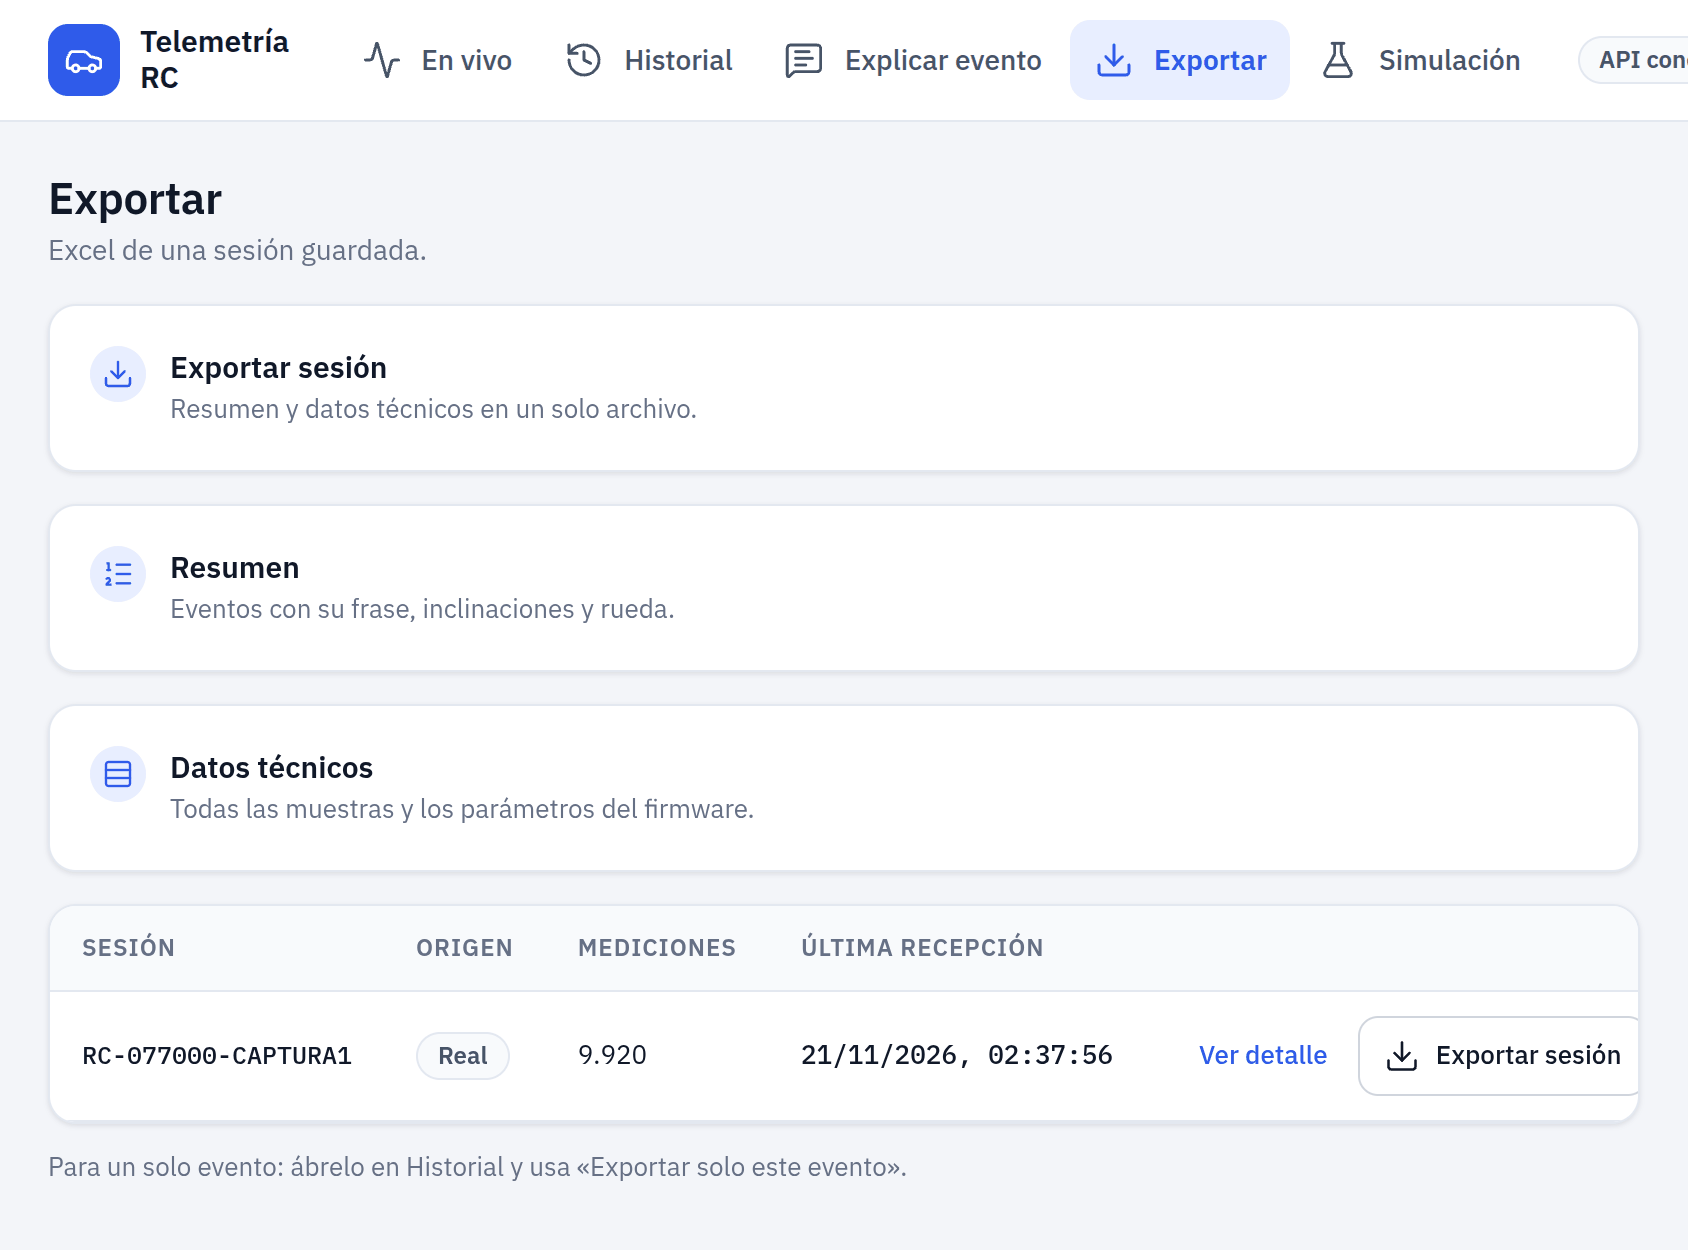 Telemetría
RC
En vivo
Historial
Explicar evento
Exportar
Simulación
API
Exportar
Excel de una sesión guardada.
Exportar sesión
Resumen y datos técnicos en un solo archivo.
Resumen
Eventos con su frase, inclinaciones y rueda.
Datos técnicos
Todas las muestras y los parámetros del firmware.
SESIÓN ORIGEN MEDICIONES ÚLTIMA RECEPCIÓN
RC-077000-CAPTURA1 Real 9.920 21/11/2026, 02:37:56 Ver detalle Exportar sesión
Para un solo evento: ábrelo en Historial y usa «Exportar solo este evento».